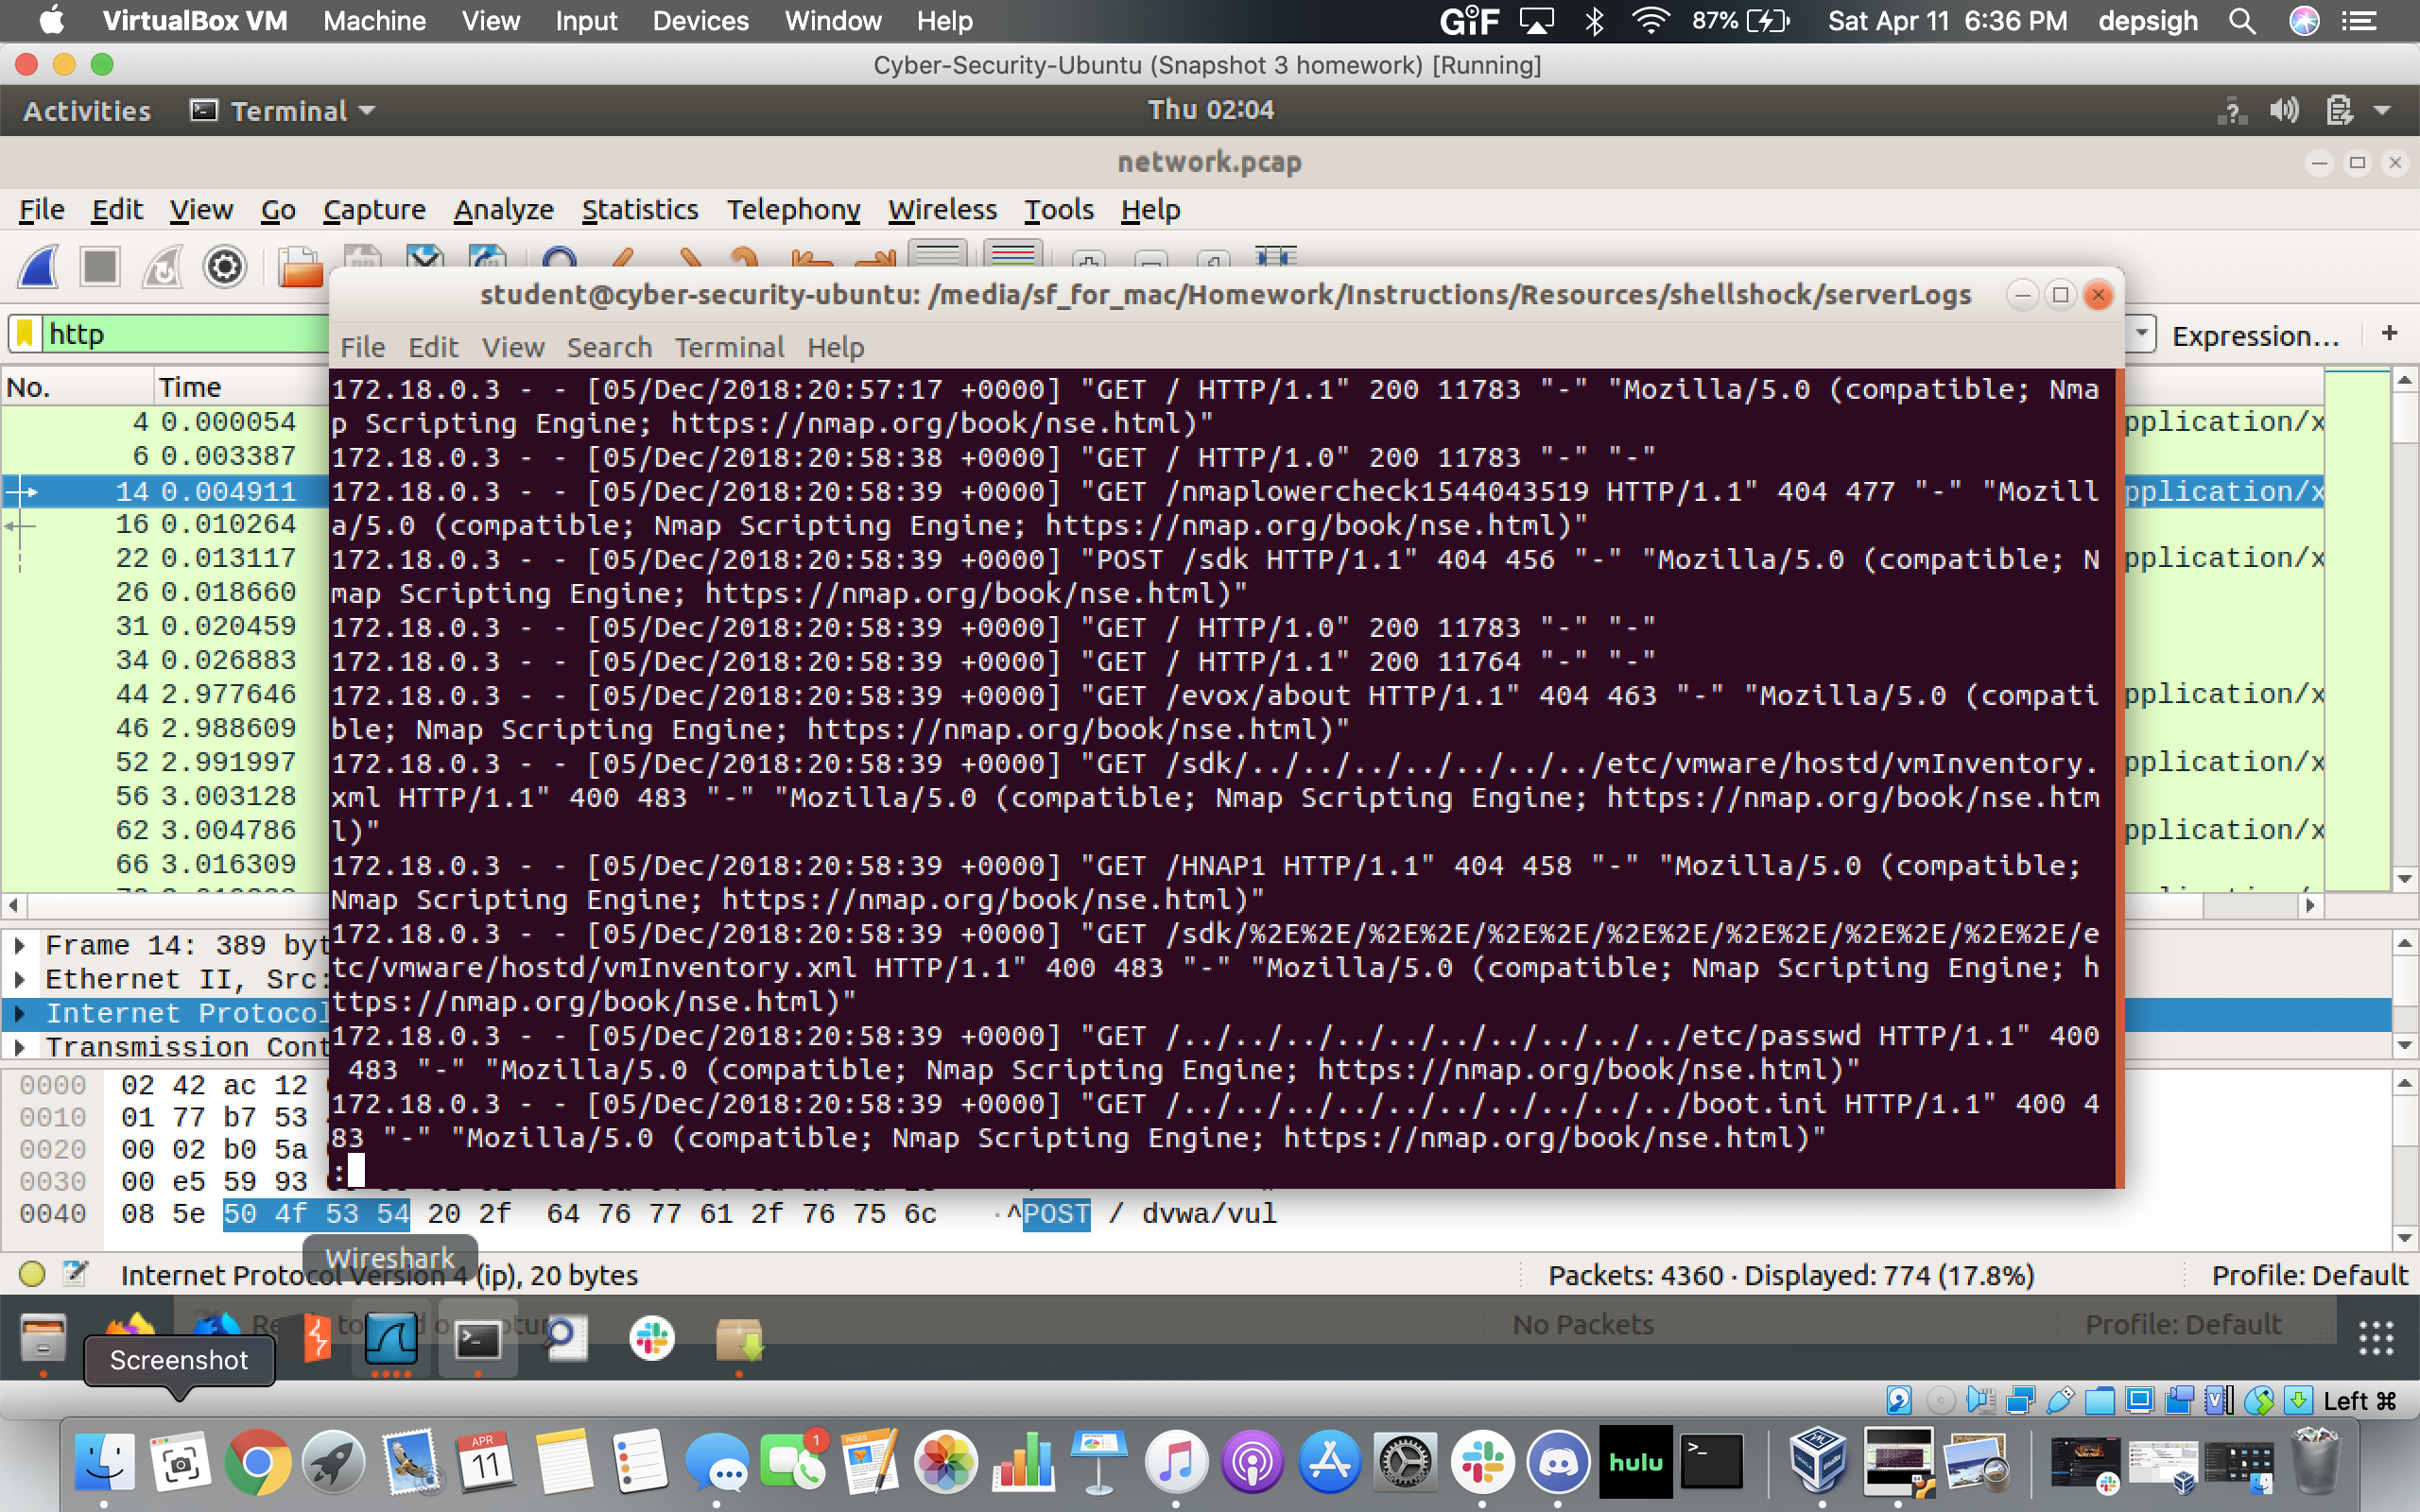 VirtualBox VM Machine View Input Devices Window Help GIF 87% Sat Apr 11 6:36 PM depsigh
Cyber-Security-Ubuntu (Snapshot 3 homework) [Running]
Activities Terminal Thu 02:04
network.pcap
File Edit View Go Capture Analyze Statistics Telephony Wireless Tools Help
student@cyber-security-ubuntu: /media/sf_for_mac/Homework/Instructions/Resources/shellshock/serverLogs
http Expression... +
File Edit View Search Terminal Help
No. Time
4 0.000054
6 0.003387
14 0.004911
16 0.010264
22 0.013117
26 0.018660
31 0.020459
34 0.026883
44 2.977646
46 2.988609
52 2.991997
56 3.003128
62 3.004786
66 3.016309
172.18.0.3 - - [05/Dec/2018:20:57:17 +0000] "GET / HTTP/1.1" 200 11783 "-" "Mozilla/5.0 (compatible; Nma
p Scripting Engine; https://nmap.org/book/nse.html)"
172.18.0.3 - - [05/Dec/2018:20:58:38 +0000] "GET / HTTP/1.0" 200 11783 "-" "-"
172.18.0.3 - - [05/Dec/2018:20:58:39 +0000] "GET /nmaplowercheck1544043519 HTTP/1.1" 404 477 "-" "Mozill
a/5.0 (compatible; Nmap Scripting Engine; https://nmap.org/book/nse.html)"
172.18.0.3 - - [05/Dec/2018:20:58:39 +0000] "POST /sdk HTTP/1.1" 404 456 "-" "Mozilla/5.0 (compatible; N
map Scripting Engine; https://nmap.org/book/nse.html)"
172.18.0.3 - - [05/Dec/2018:20:58:39 +0000] "GET / HTTP/1.0" 200 11783 "-" "-"
172.18.0.3 - - [05/Dec/2018:20:58:39 +0000] "GET / HTTP/1.1" 200 11764 "-" "-"
172.18.0.3 - - [05/Dec/2018:20:58:39 +0000] "GET /evox/about HTTP/1.1" 404 463 "-" "Mozilla/5.0 (compati
ble; Nmap Scripting Engine; https://nmap.org/book/nse.html)"
172.18.0.3 - - [05/Dec/2018:20:58:39 +0000] "GET /sdk/../../../../../../../etc/vmware/hostd/vmInventory.
xml HTTP/1.1" 400 483 "-" "Mozilla/5.0 (compatible; Nmap Scripting Engine; https://nmap.org/book/nse.htm
l)"
172.18.0.3 - - [05/Dec/2018:20:58:39 +0000] "GET /HNAP1 HTTP/1.1" 404 458 "-" "Mozilla/5.0 (compatible;
Nmap Scripting Engine; https://nmap.org/book/nse.html)"
172.18.0.3 - - [05/Dec/2018:20:58:39 +0000] "GET /sdk/%2E%2E/%2E%2E/%2E%2E/%2E%2E/%2E%2E/%2E%2E/%2E%2E/e
tc/vmware/hostd/vmInventory.xml HTTP/1.1" 400 483 "-" "Mozilla/5.0 (compatible; Nmap Scripting Engine; h
ttps://nmap.org/book/nse.html)"
172.18.0.3 - - [05/Dec/2018:20:58:39 +0000] "GET /../../../../../../../../../../etc/passwd HTTP/1.1" 400
483 "-" "Mozilla/5.0 (compatible; Nmap Scripting Engine; https://nmap.org/book/nse.html)"
172.18.0.3 - - [05/Dec/2018:20:58:39 +0000] "GET /../../../../../../../../../../boot.ini HTTP/1.1" 400 4
83 "-" "Mozilla/5.0 (compatible; Nmap Scripting Engine; https://nmap.org/book/nse.html)"
:
pplication/x
pplication/x
pplication/x
pplication/x
pplication/x
pplication/x
Frame 14: 389 byt
Ethernet II, Src:
Internet Protocol
Transmission Cont
0000 02 42 ac 12
0010 01 77 b7 53
0020 00 02 b0 5a
0030 00 e5 59 93
0040 08 5e 50 4f 53 54 20 2f 64 76 77 61 2f 76 75 6c ·^POST / dvwa/vul
Wireshark
Internet Protocol Version 4 (ip), 20 bytes Packets: 4360 · Displayed: 774 (17.8%) Profile: Default
No Packets Profile: Default
Screenshot
Left ⌘
APR
11
1
PAGES
hulu